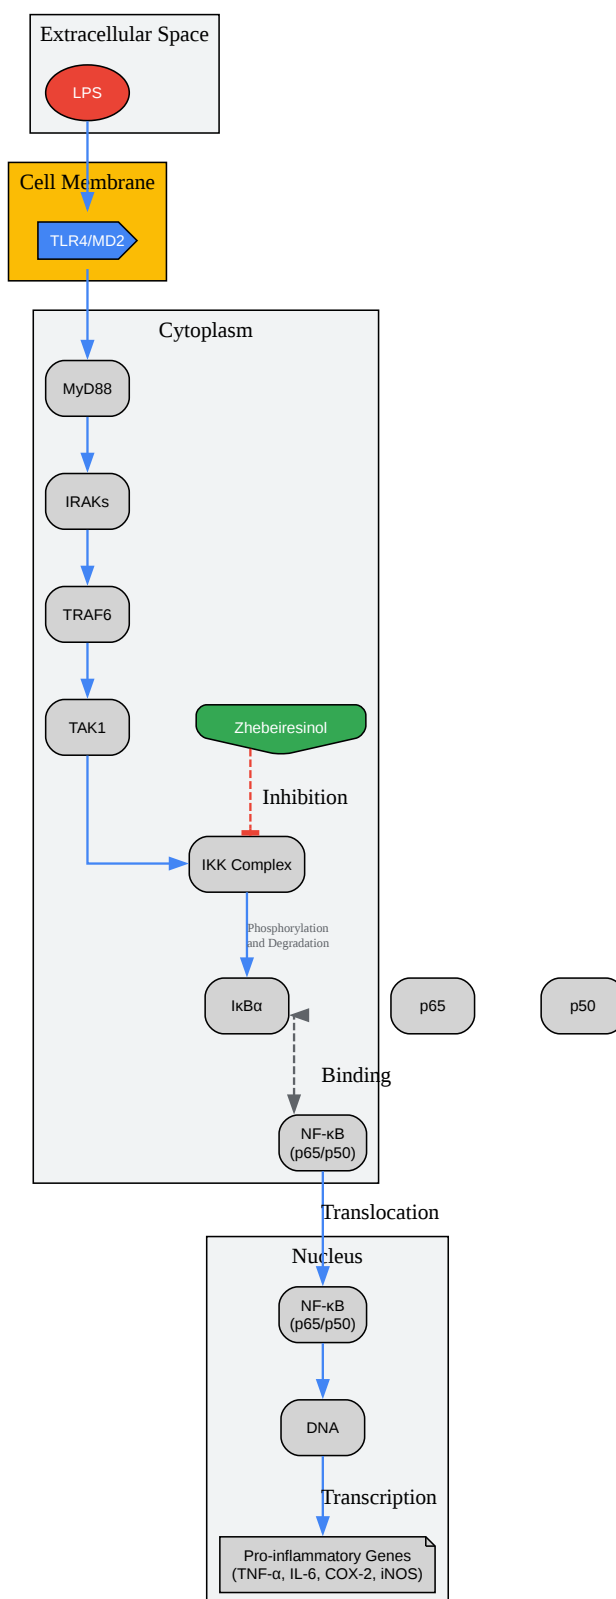 Extracellular Space
LPS
Cell Membrane
TLR4/MD2
Cytoplasm
MyD88
IRAKs
TRAF6
TAK1
Zhebeiresinol
Inhibition
IKK Complex
Phosphorylation
and Degradation
IκBα
p65
p50
Binding
NF-κB
(p65/p50)
Translocation
Nucleus
NF-κB
(p65/p50)
DNA
Transcription
Pro-inflammatory Genes
(TNF-α, IL-6, COX-2, iNOS)